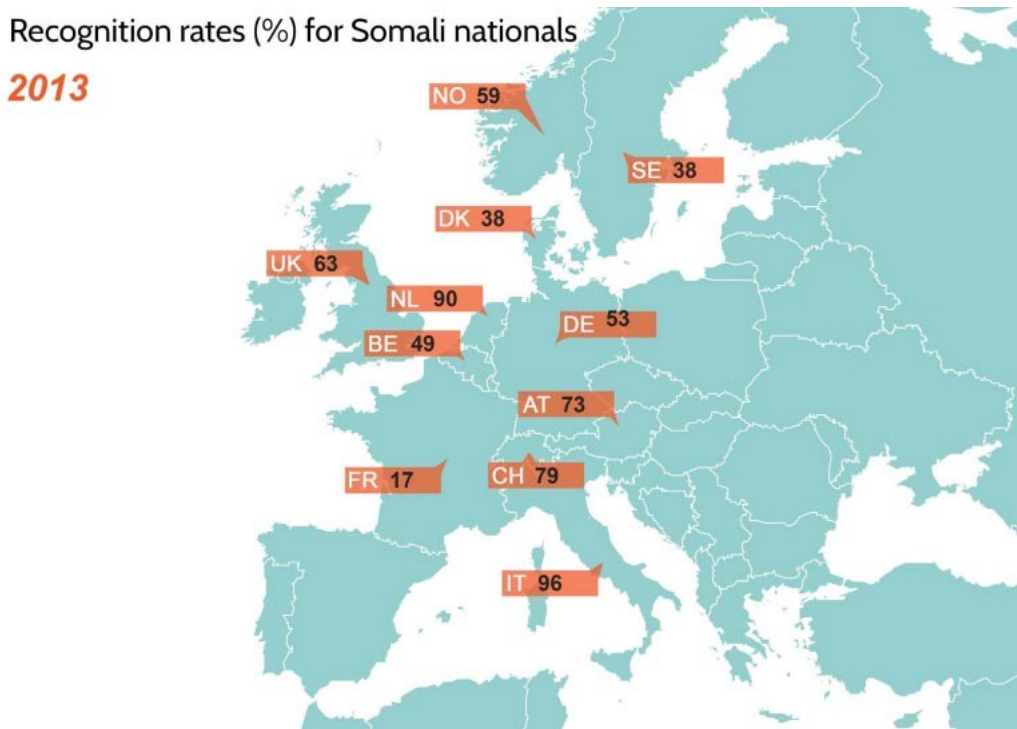 Recognition rates (%) for Somali nationals
2013
NO 59
SE 38
DK 38
UK 63
NL 90
DE 53
BE 49
AT 73
FR 17
CH 79
IT 96